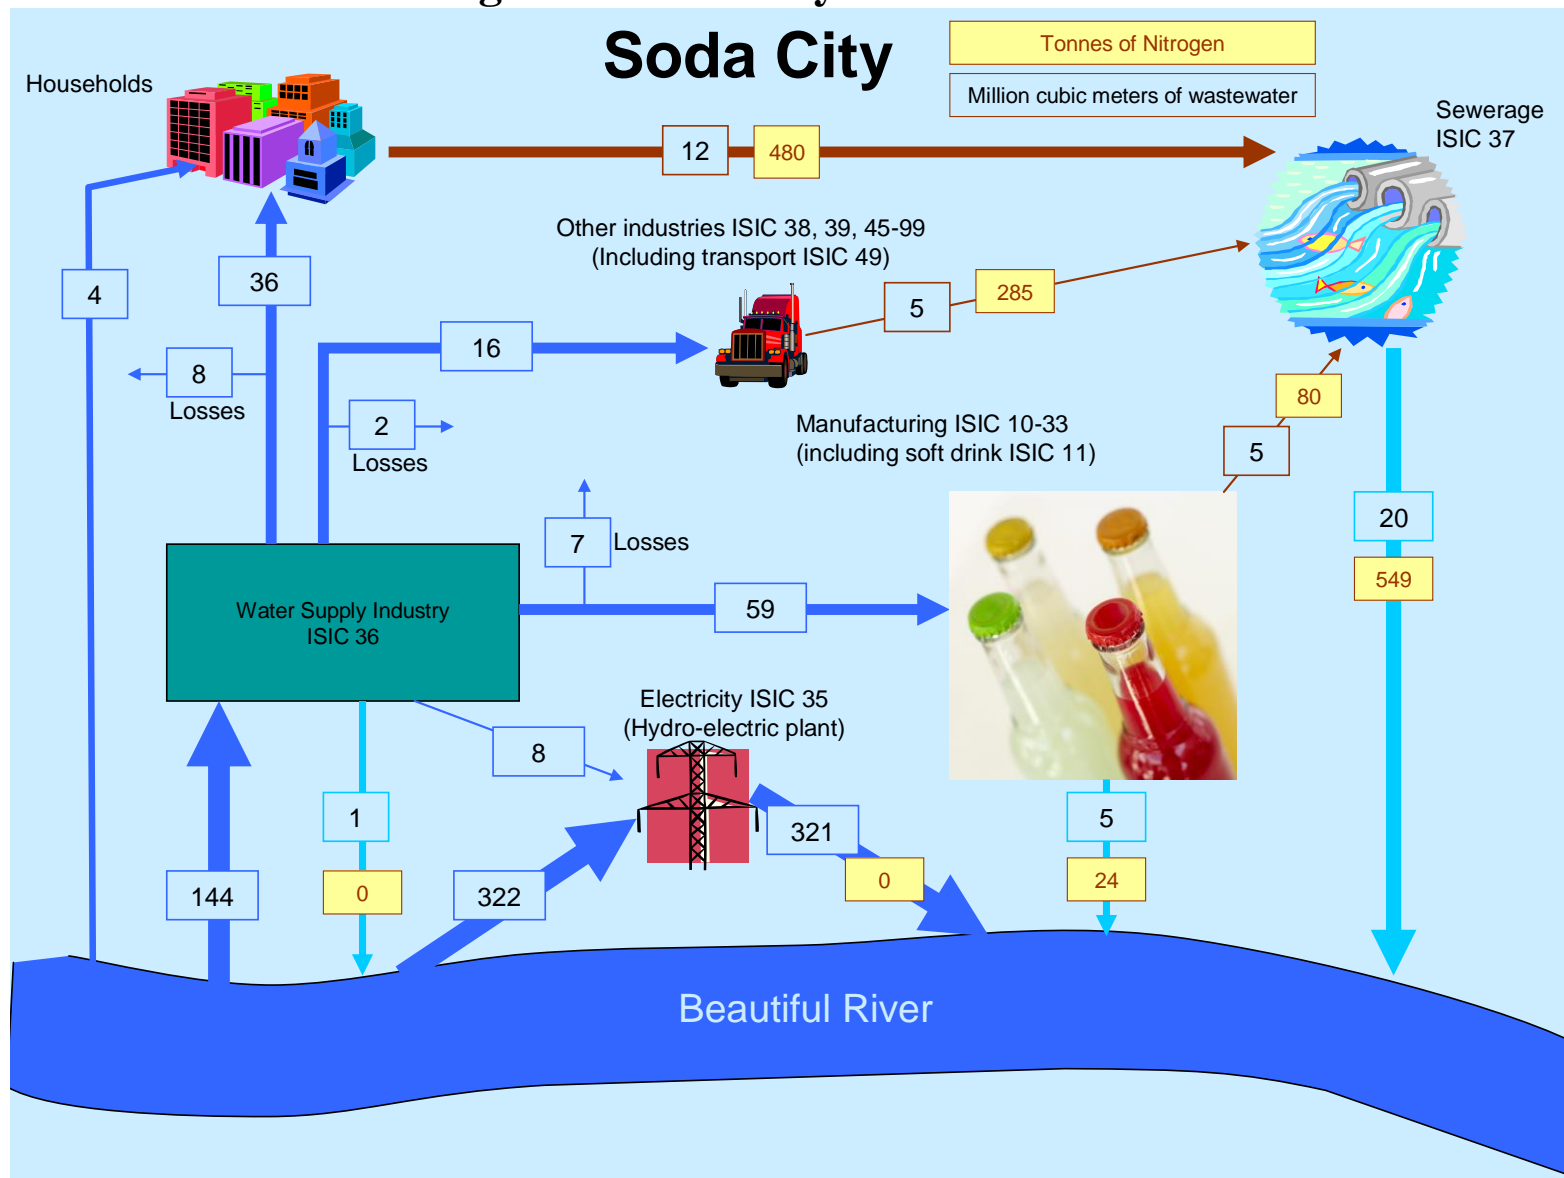 Soda City
Tonnes of Nitrogen
Million cubic meters of wastewater
Households
Sewerage
ISIC 37
12
480
Other industries ISIC 38, 39, 45-99
(Including transport ISIC 49)
4
36
5
285
16
8
Losses
2
Losses
80
Manufacturing ISIC 10-33
(including soft drink ISIC 11)
5
20
7
Losses
549
Water Supply Industry
ISIC 36
59
Electricity ISIC 35
(Hydro-electric plant)
8
1
321
5
144
0
322
0
24
Beautiful River